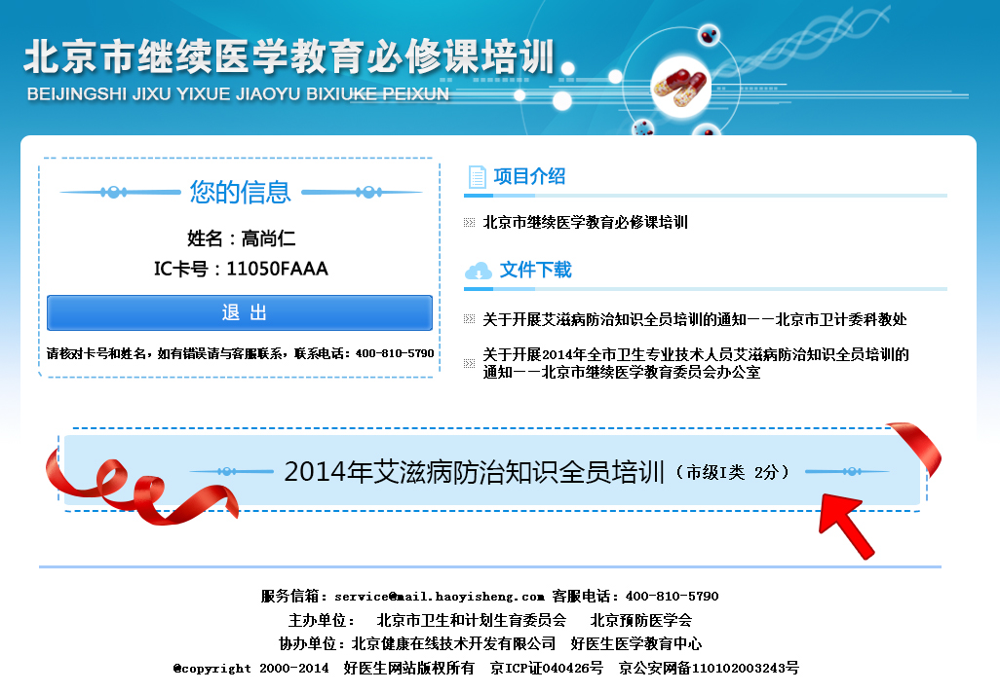 北京市继续医学教育必修课培训
BEIJINGSHI JIXU YIXUE JIAOYU BIXIUKE PEIXUN
您的信息
姓名：高尚仁
IC卡号：11050FAAA
退 出
请核对卡号和姓名，如有错误请与客服联系，联系电话：400-810-5790
项目介绍
北京市继续医学教育必修课培训
文件下载
关于开展艾滋病防治知识全员培训的通知－－北京市卫计委科教处
关于开展2014年全市卫生专业技术人员艾滋病防治知识全员培训的
通知－－北京市继续医学教育委员会办公室
2014年艾滋病防治知识全员培训（市级I类 2分）
服务信箱：service@mail.haoyisheng.com 客服电话：400-810-5790
主办单位： 北京市卫生和计划生育委员会 北京预防医学会
协办单位：北京健康在线技术开发有限公司 好医生医学教育中心
@copyright 2000-2014 好医生网站版权所有 京ICP证040426号 京公安网备110102003243号